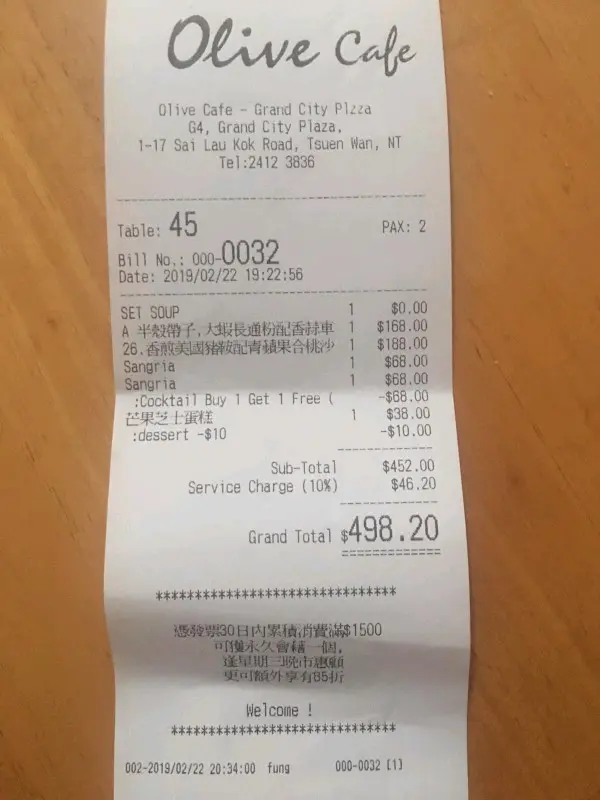 Olive Cafe
Olive Cafe - Grand City Plzza
G4, Grand City Plaza,
1-17 Sai Lau Kok Road, Tsuen Wan, NT
Tel:2412 3836
Table: 45 PAX: 2
Bill No.: 000-0032
Date: 2019/02/22 19:22:56
SET SOUP 1 $0.00
A 半殼帶子,大蝦長通粉配香蒜車 1 $168.00
26.香煎美國豬鞍配青蘋果合桃沙 1 $188.00
Sangria 1 $68.00
Sangria 1 $68.00
:Cocktail Buy 1 Get 1 Free ( -$68.00
芒果芝士蛋糕 1 $38.00
:dessert -$10 -$10.00
Sub-Total $452.00
Service Charge (10%) $46.20
Grand Total $498.20
*******************************
憑發票30日內累積消費滿$1500
可獲永久會籍一個,
逢星期三晚市惠顧
更可額外享有85折
Welcome !
*******************************
002-2019/02/22 20:34:00 fung 000-0032 [1]